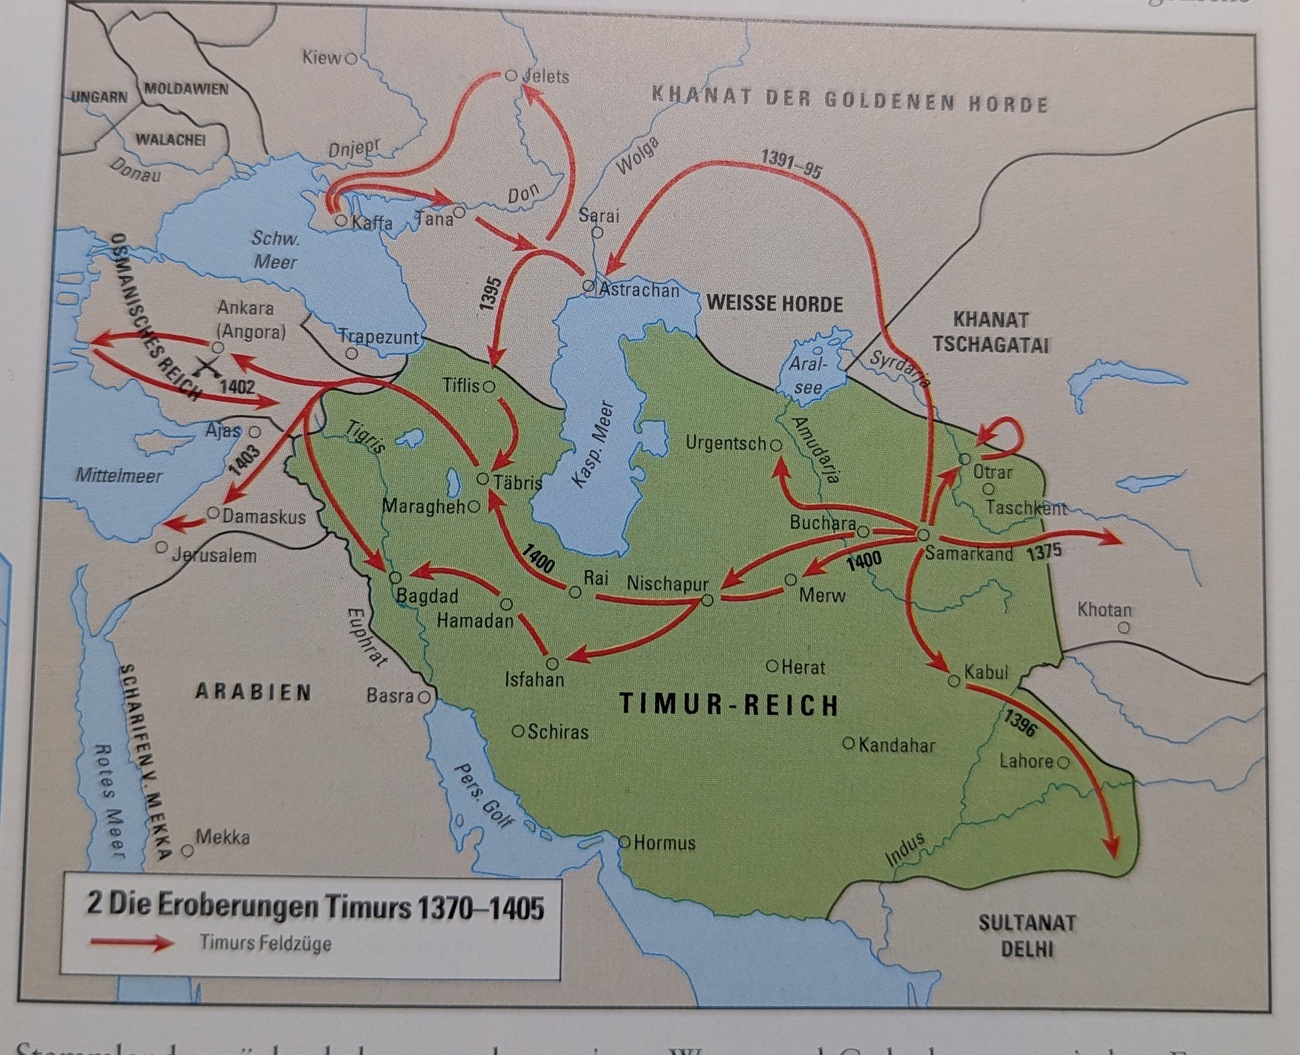 Kiew
Jelets
KHANAT DER GOLDENEN HORDE
UNGARN
MOLDAWIEN
WALACHEI
Donau
Dnjepr
Wolga
1391–95
Don
Kaffa
Tana
Sarai
Schw.
Meer
OSMANISCHES REICH
1395
Astrachan
WEISSE HORDE
KHANAT
TSCHAGATAI
Ankara
(Angora)
Trapezunt
Aral-
see
Syrdarja
1402
Tiflis
Kasp. Meer
Ajas
Tigris
Urgentsch
Amudarja
1403
Otrar
Mittelmeer
Täbris
Taschkent
Maragheh
Damaskus
Buchara
Samarkand
1375
Jerusalem
1400
1400
Rai
Nischapur
Merw
Bagdad
Hamadan
Khotan
Euphrat
Isfahan
Herat
Kabul
ARABIEN
Basra
TIMUR-REICH
1396
SCHARIFEN V. MEKKA
Rotes Meer
Schiras
Kandahar
Lahore
Pers. Golf
Mekka
Hormus
Indus
SULTANAT
DELHI
2 Die Eroberungen Timurs 1370–1405
Timurs Feldzüge